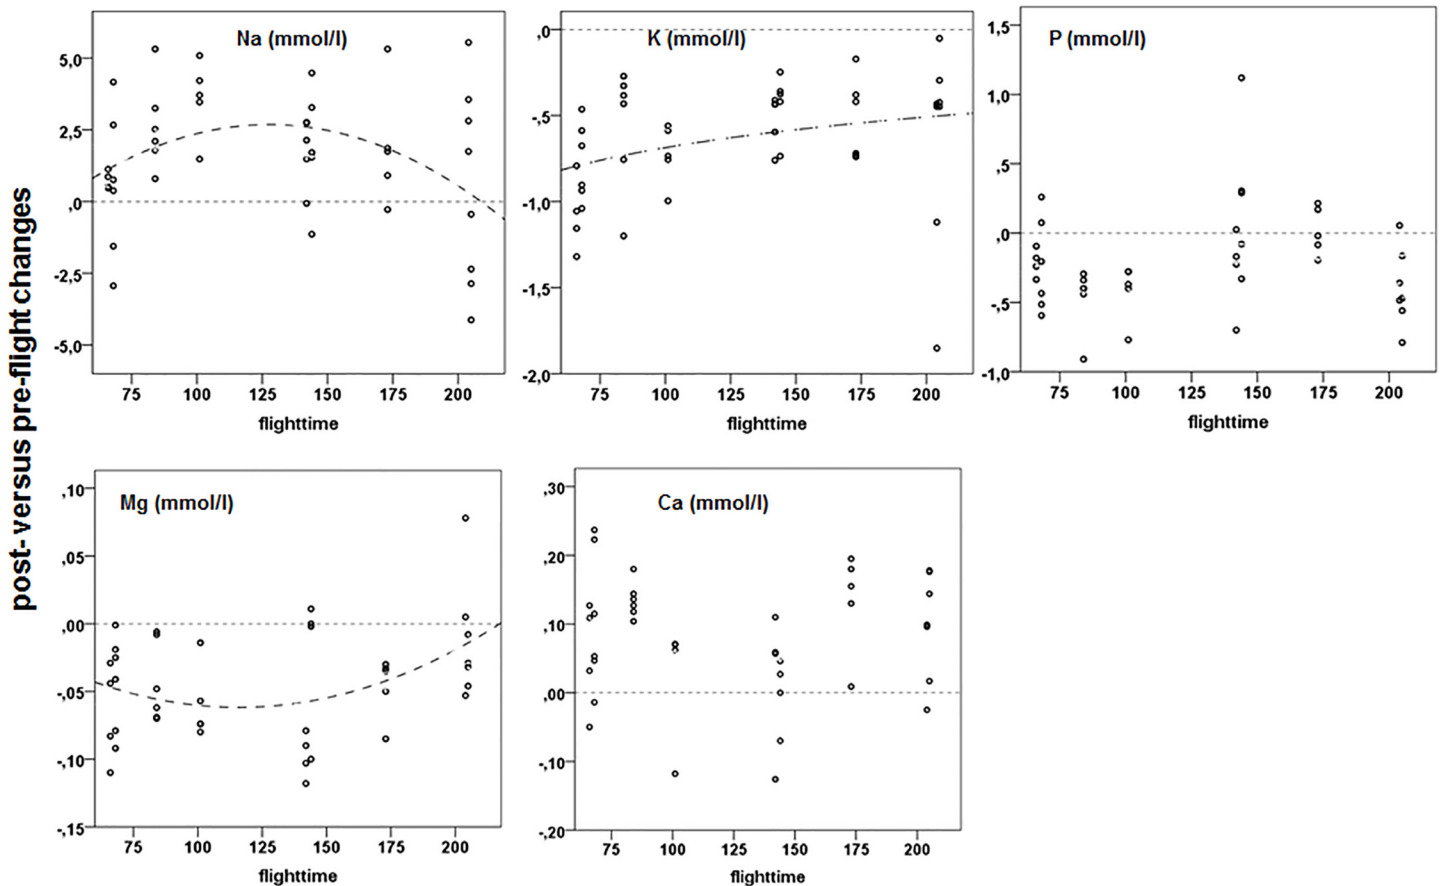 post- versus pre-flight changes
Na (mmol/l)
5,0
2,5
,0
-2,5
-5,0
75 100 125 150 175 200
flighttime
K (mmol/l)
,0
-,5
-1,0
-1,5
-2,0
75 100 125 150 175 200
flighttime
P (mmol/l)
1,5
1,0
,5
,0
-,5
-1,0
75 100 125 150 175 200
flighttime
Mg (mmol/l)
,10
,05
,00
-,05
-,10
-,15
75 100 125 150 175 200
flighttime
Ca (mmol/l)
,30
,20
,10
,00
-,10
-,20
75 100 125 150 175 200
flighttime